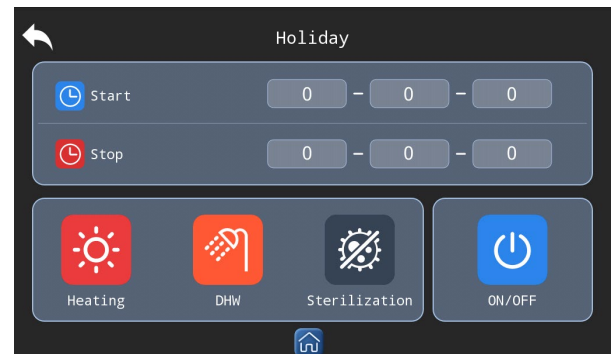 Holiday
Start 0 - 0 - 0
Stop 0 - 0 - 0
Heating DHW Sterilization ON/OFF